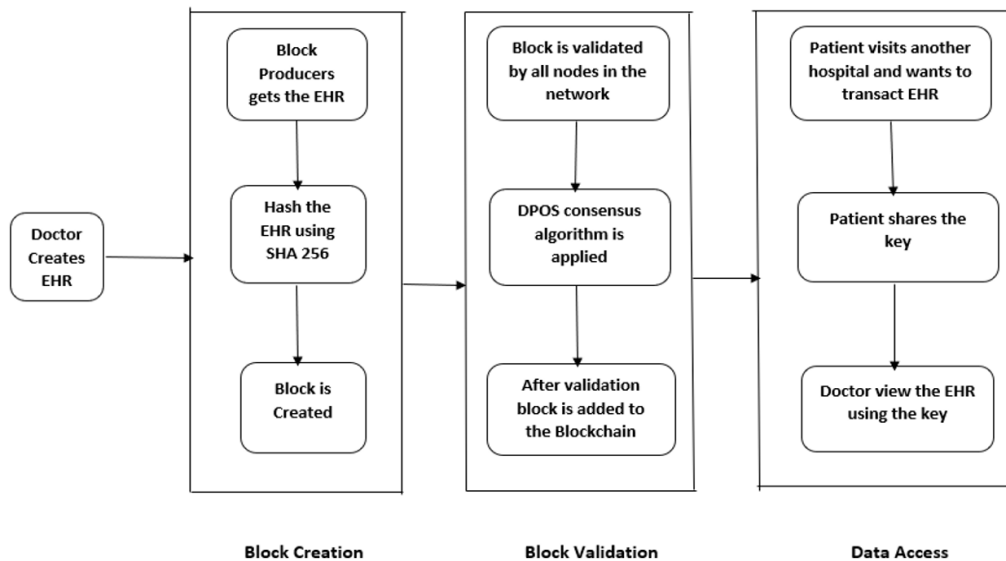 Doctor
Creates
EHR
Block
Producers
gets the EHR
Hash the
EHR using
SHA 256
Block is
Created
Block Creation
Block is validated
by all nodes in the
network
DPOS consensus
algorithm is
applied
After validation
block is added to
the Blockchain
Block Validation
Patient visits another
hospital and wants to
transact EHR
Patient shares the
key
Doctor view the EHR
using the key
Data Access